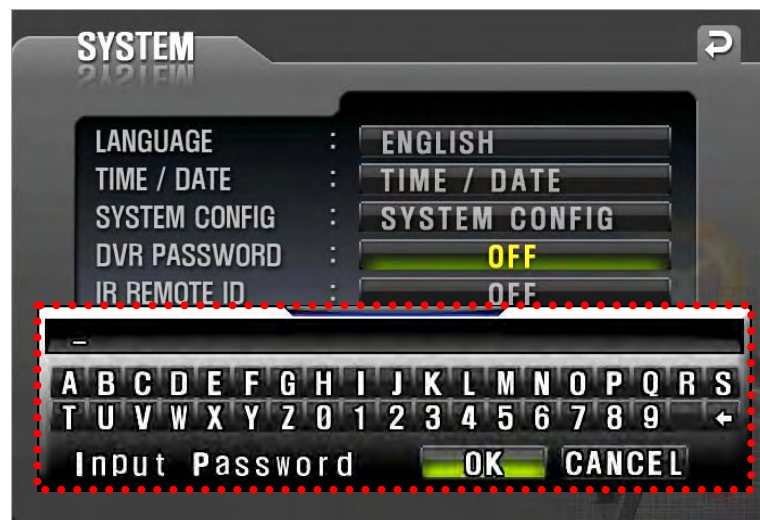 SYSTEM
LANGUAGE : ENGLISH
TIME / DATE : TIME / DATE
SYSTEM CONFIG : SYSTEM CONFIG
DVR PASSWORD : OFF
IR REMOTE ID : OFF
_
A B C D E F G H I J K L M N O P Q R S
T U V W X Y Z 0 1 2 3 4 5 6 7 8 9 ←
Input Password OK CANCEL